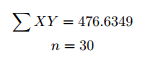 ∑ XY = 476.6349
n = 30